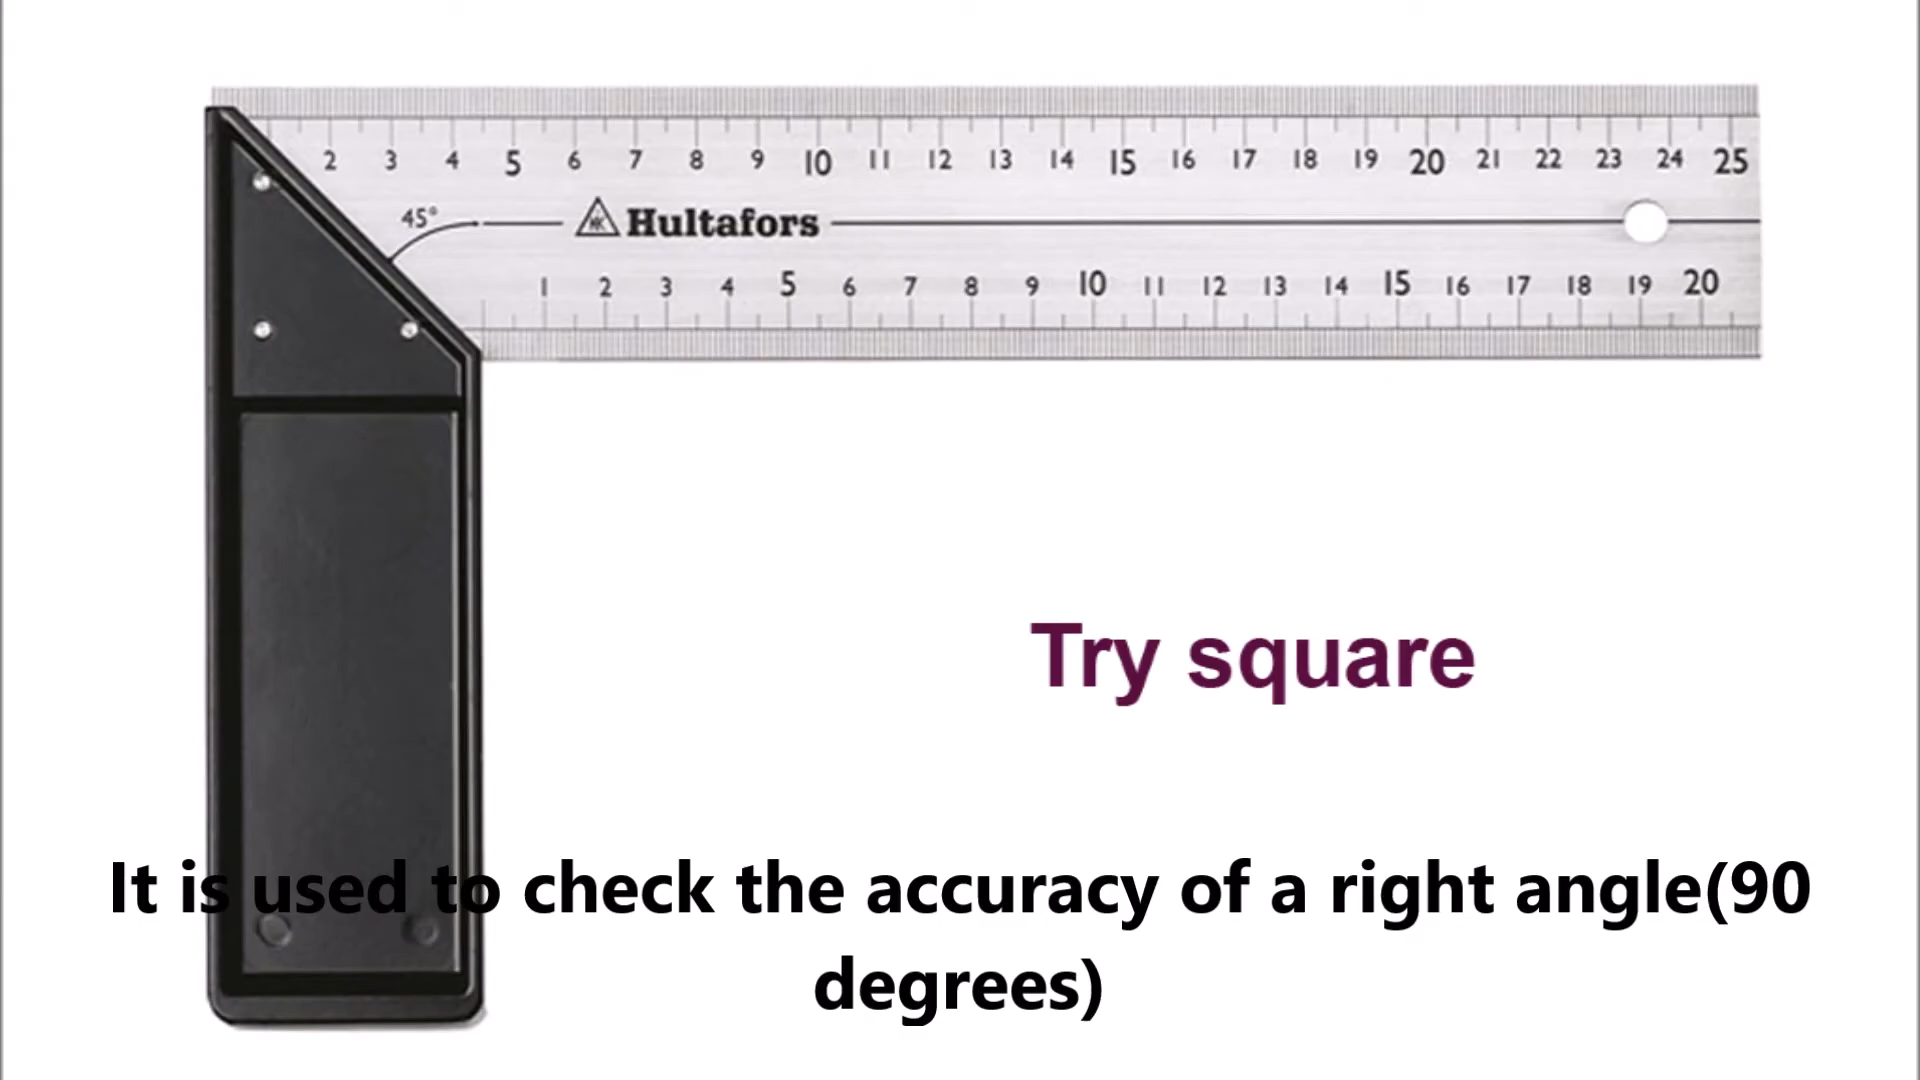 2 3 4 5 6 7 8 9 10 11 12 13 14 15 16 17 18 19 20 21 22 23 24 25
45° Hultafors
1 2 3 4 5 6 7 8 9 10 11 12 13 14 15 16 17 18 19 20
Try square
It is used to check the accuracy of a right angle(90
degrees)